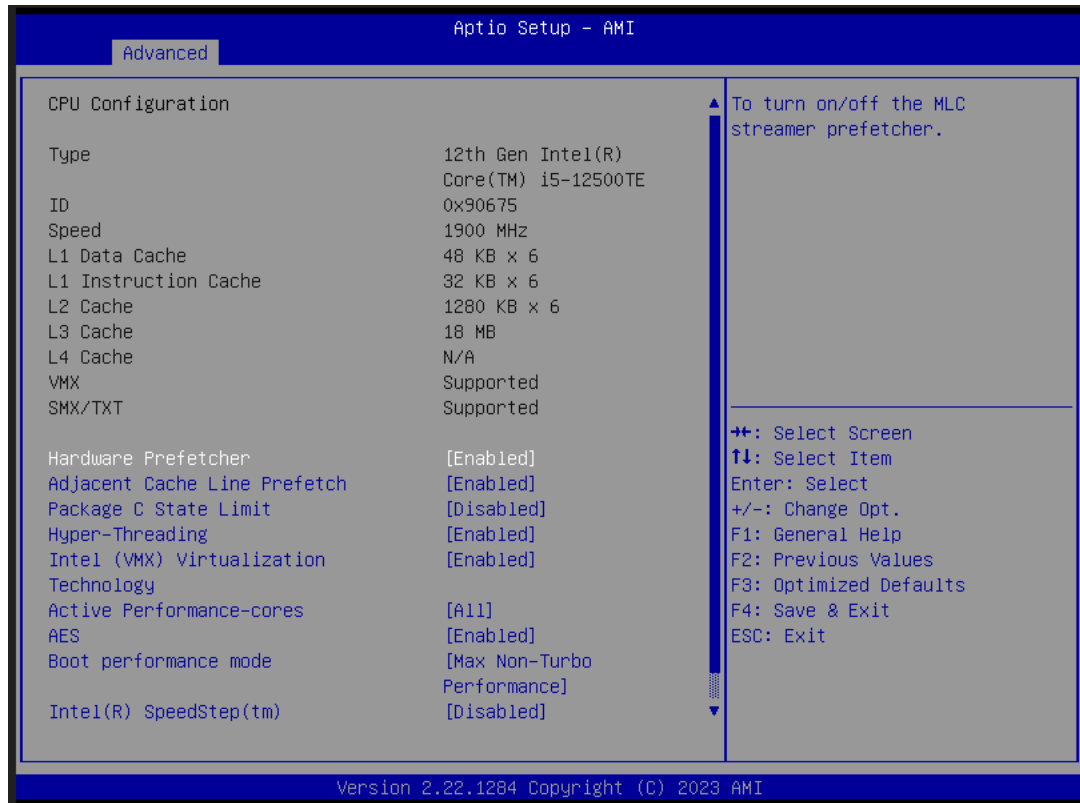 Aptio Setup - AMI
Advanced
CPU Configuration
Type 12th Gen Intel(R)
Core(TM) i5-12500TE
ID 0x90675
Speed 1900 MHz
L1 Data Cache 48 KB x 6
L1 Instruction Cache 32 KB x 6
L2 Cache 1280 KB x 6
L3 Cache 18 MB
L4 Cache N/A
VMX Supported
SMX/TXT Supported
Hardware Prefetcher [Enabled]
Adjacent Cache Line Prefetch [Enabled]
Package C State Limit [Disabled]
Hyper-Threading [Enabled]
Intel (VMX) Virtualization [Enabled]
Technology
Active Performance-cores [All]
AES [Enabled]
Boot performance mode [Max Non-Turbo
Performance]
Intel(R) SpeedStep(tm) [Disabled]
To turn on/off the MLC
streamer prefetcher.
→←: Select Screen
↑↓: Select Item
Enter: Select
+/-: Change Opt.
F1: General Help
F2: Previous Values
F3: Optimized Defaults
F4: Save & Exit
ESC: Exit
Version 2.22.1284 Copyright (C) 2023 AMI